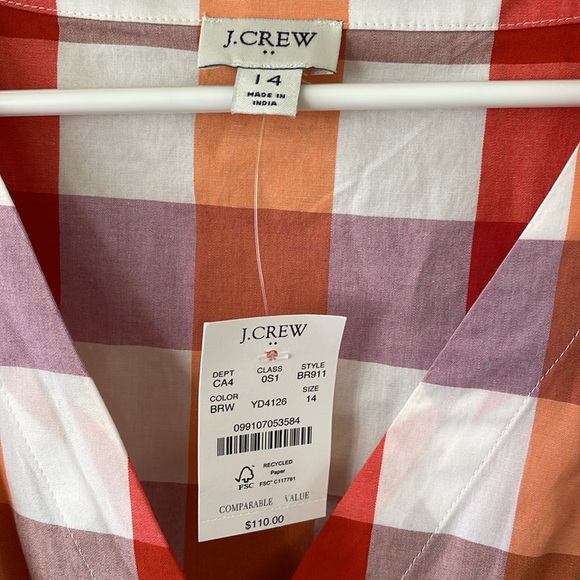 J.CREW
14
MADE IN
INDIA
J.CREW
DEPT CLASS STYLE
CA4 0S1 BR911
COLOR SIZE
BRW YD4126 14
099107053584
FSC
RECYCLED
Paper
FSC® C117781
COMPARABLE VALUE
$110.00